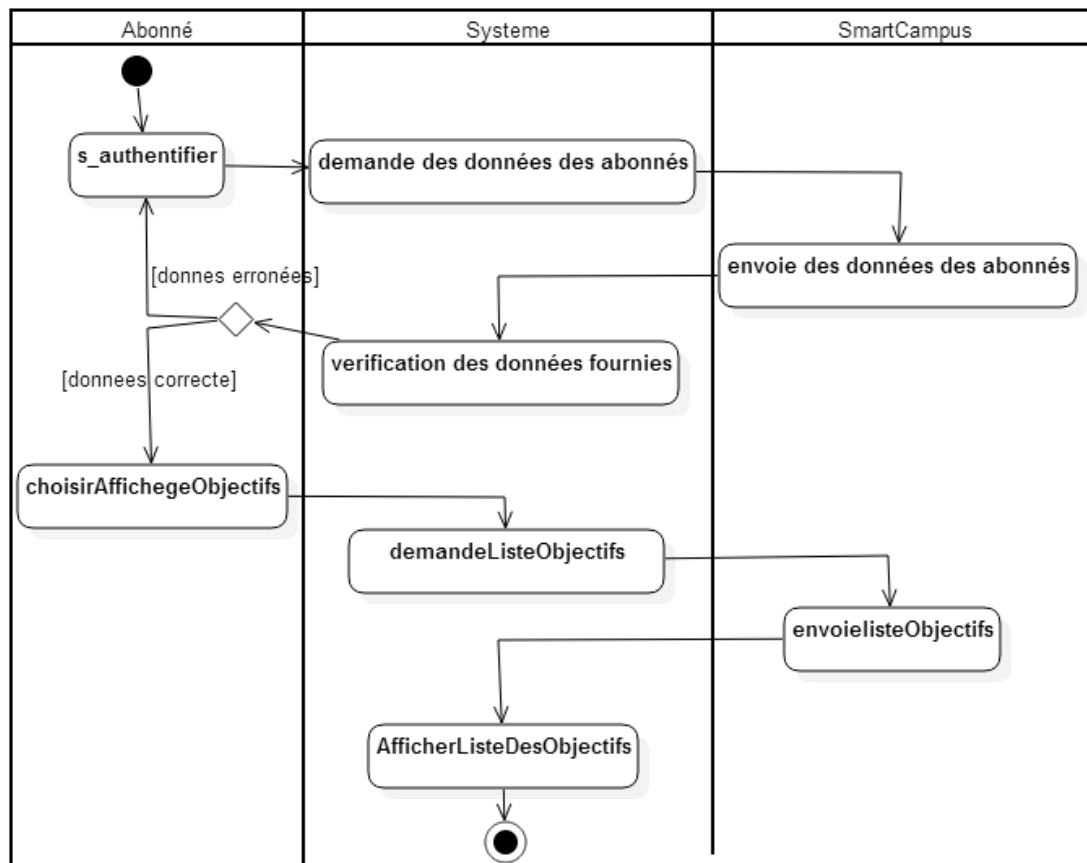 Abonné
Systeme
SmartCampus
s_authentifier
demande des données des abonnés
envoie des données des abonnés
[donnes erronées]
verification des données fournies
[donnees correcte]
choisirAffichegeObjectifs
demandeListeObjectifs
envoielisteObjectifs
AfficherListeDesObjectifs